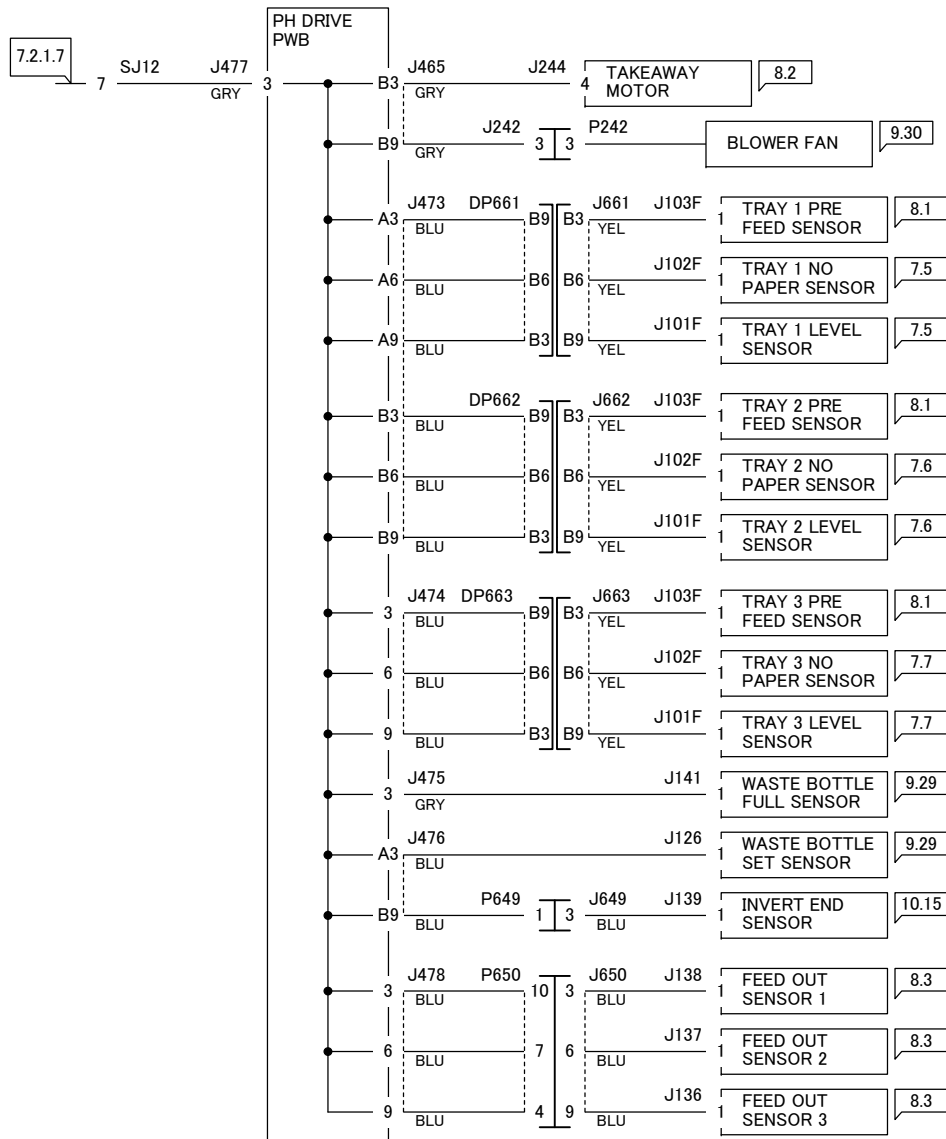 PH DRIVE
PWB
7.2.1.7
7 SJ12 J477 GRY 3 B3 J465 GRY J244 4 TAKEAWAY MOTOR 8.2
B9 GRY J242 3 3 P242 BLOWER FAN 9.30
A3 J473 BLU DP661 B9 B3 J661 YEL J103F 1 TRAY 1 PRE FEED SENSOR 8.1
A6 BLU B6 B6 YEL J102F 1 TRAY 1 NO PAPER SENSOR 7.5
A9 BLU B3 B9 YEL J101F 1 TRAY 1 LEVEL SENSOR 7.5
B3 BLU DP662 B9 B3 J662 YEL J103F 1 TRAY 2 PRE FEED SENSOR 8.1
B6 BLU B6 B6 YEL J102F 1 TRAY 2 NO PAPER SENSOR 7.6
B9 BLU B3 B9 YEL J101F 1 TRAY 2 LEVEL SENSOR 7.6
3 J474 BLU DP663 B9 B3 J663 YEL J103F 1 TRAY 3 PRE FEED SENSOR 8.1
6 BLU B6 B6 YEL J102F 1 TRAY 3 NO PAPER SENSOR 7.7
9 BLU B3 B9 YEL J101F 1 TRAY 3 LEVEL SENSOR 7.7
3 J475 GRY J141 1 WASTE BOTTLE FULL SENSOR 9.29
A3 J476 BLU J126 1 WASTE BOTTLE SET SENSOR 9.29
B9 BLU P649 1 3 J649 BLU J139 1 INVERT END SENSOR 10.15
3 J478 BLU P650 10 3 J650 BLU J138 1 FEED OUT SENSOR 1 8.3
6 BLU 7 6 BLU J137 1 FEED OUT SENSOR 2 8.3
9 BLU 4 9 BLU J136 1 FEED OUT SENSOR 3 8.3